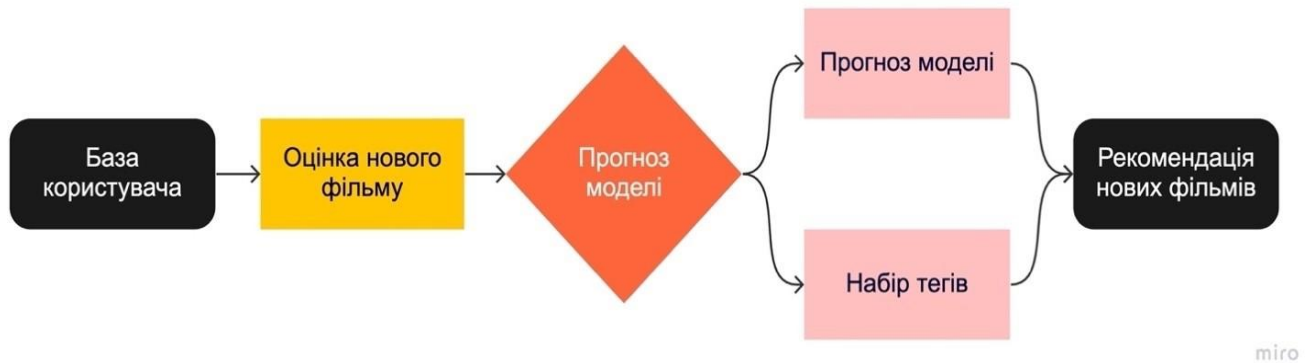 База
користувача
Оцінка нового
фільму
Прогноз
моделі
Прогноз моделі
Набір тегів
Рекомендація
нових фільмів
miro